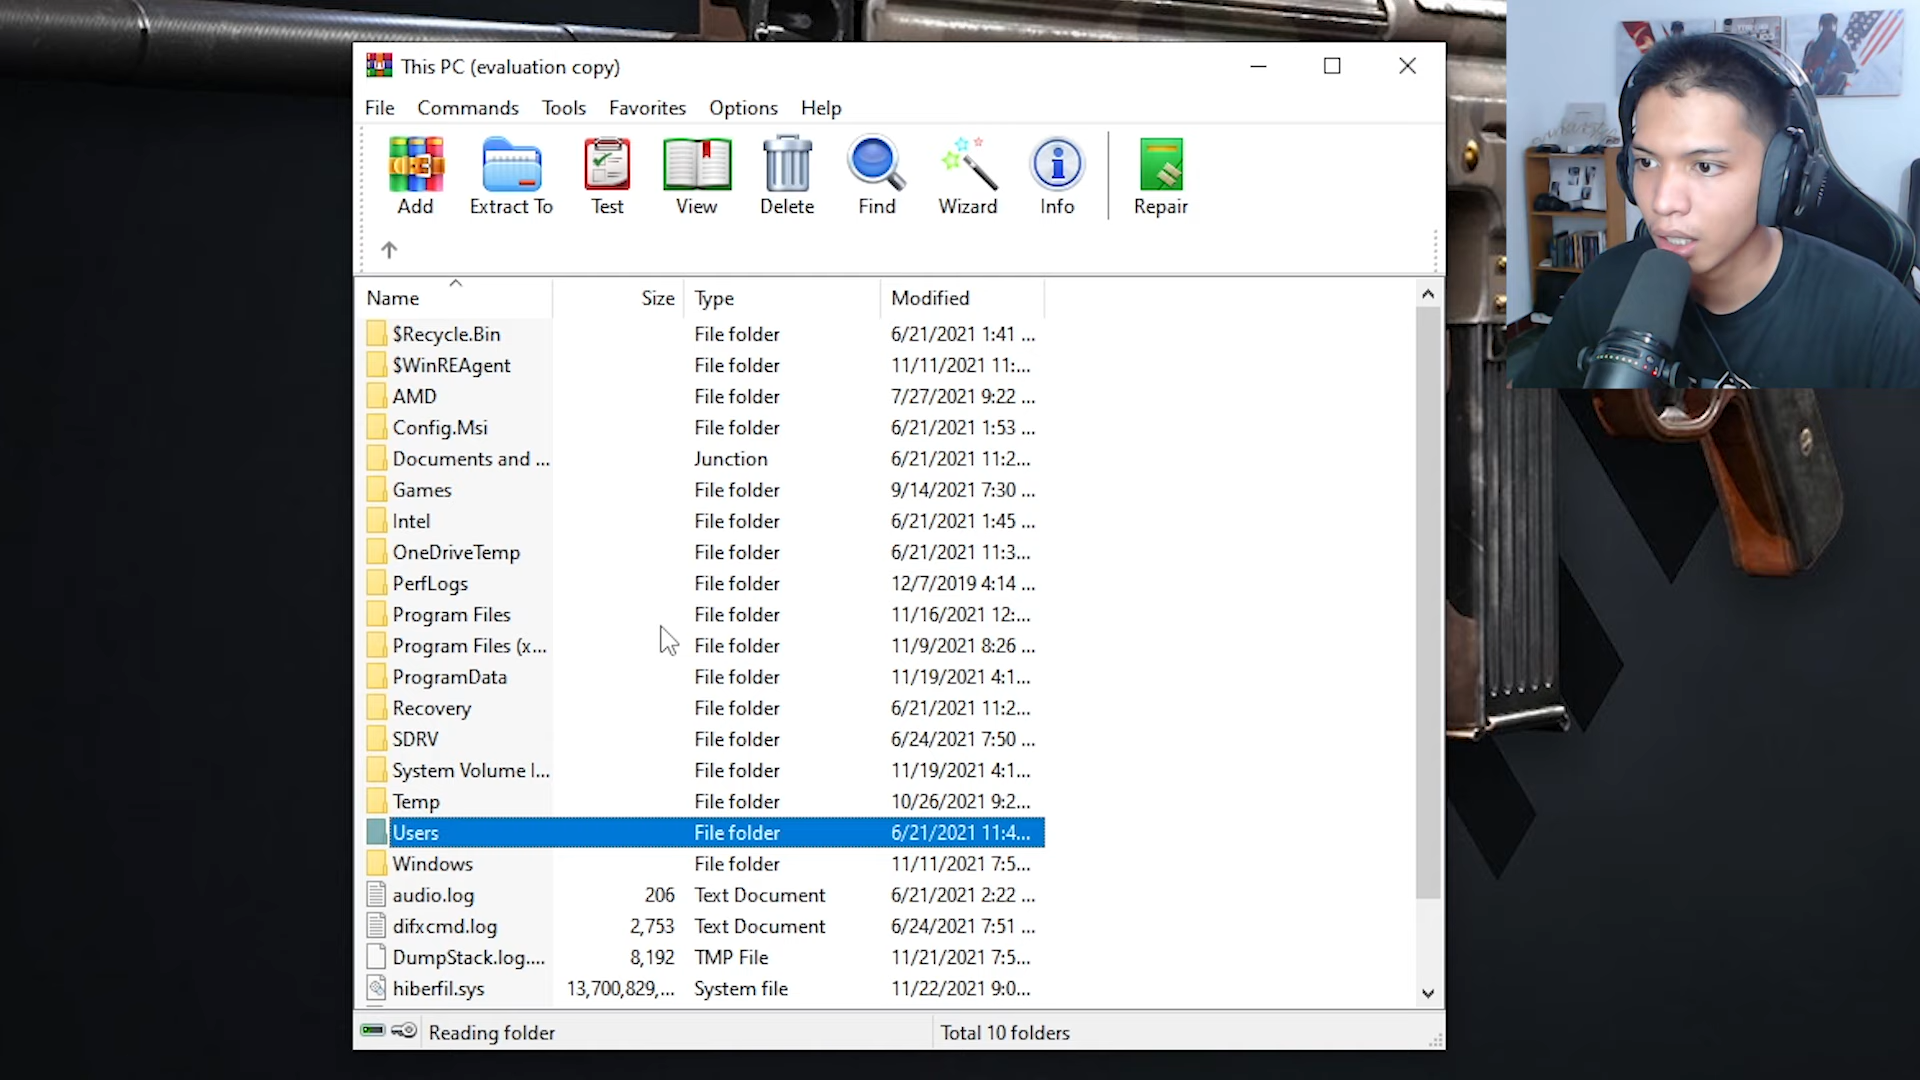 This PC (evaluation copy)
File Commands Tools Favorites Options Help
Add Extract To Test View Delete Find Wizard Info Repair
Name Size Type Modified
$Recycle.Bin File folder 6/21/2021 1:41 ...
$WinREAgent File folder 11/11/2021 11:...
AMD File folder 7/27/2021 9:22 ...
Config.Msi File folder 6/21/2021 1:53 ...
Documents and ... Junction 6/21/2021 11:2...
Games File folder 9/14/2021 7:30 ...
Intel File folder 6/21/2021 1:45 ...
OneDriveTemp File folder 6/21/2021 11:3...
PerfLogs File folder 12/7/2019 4:14 ...
Program Files File folder 11/16/2021 12:...
Program Files (x... File folder 11/9/2021 8:26 ...
ProgramData File folder 11/19/2021 4:1...
Recovery File folder 6/21/2021 11:2...
SDRV File folder 6/24/2021 7:50 ...
System Volume I... File folder 11/19/2021 4:1...
Temp File folder 10/26/2021 9:2...
Users File folder 6/21/2021 11:4...
Windows File folder 11/11/2021 7:5...
audio.log 206 Text Document 6/21/2021 2:22 ...
difxcmd.log 2,753 Text Document 6/24/2021 7:51 ...
DumpStack.log.... 8,192 TMP File 11/21/2021 7:5...
hiberfil.sys 13,700,829,... System file 11/22/2021 9:0...
Reading folder Total 10 folders